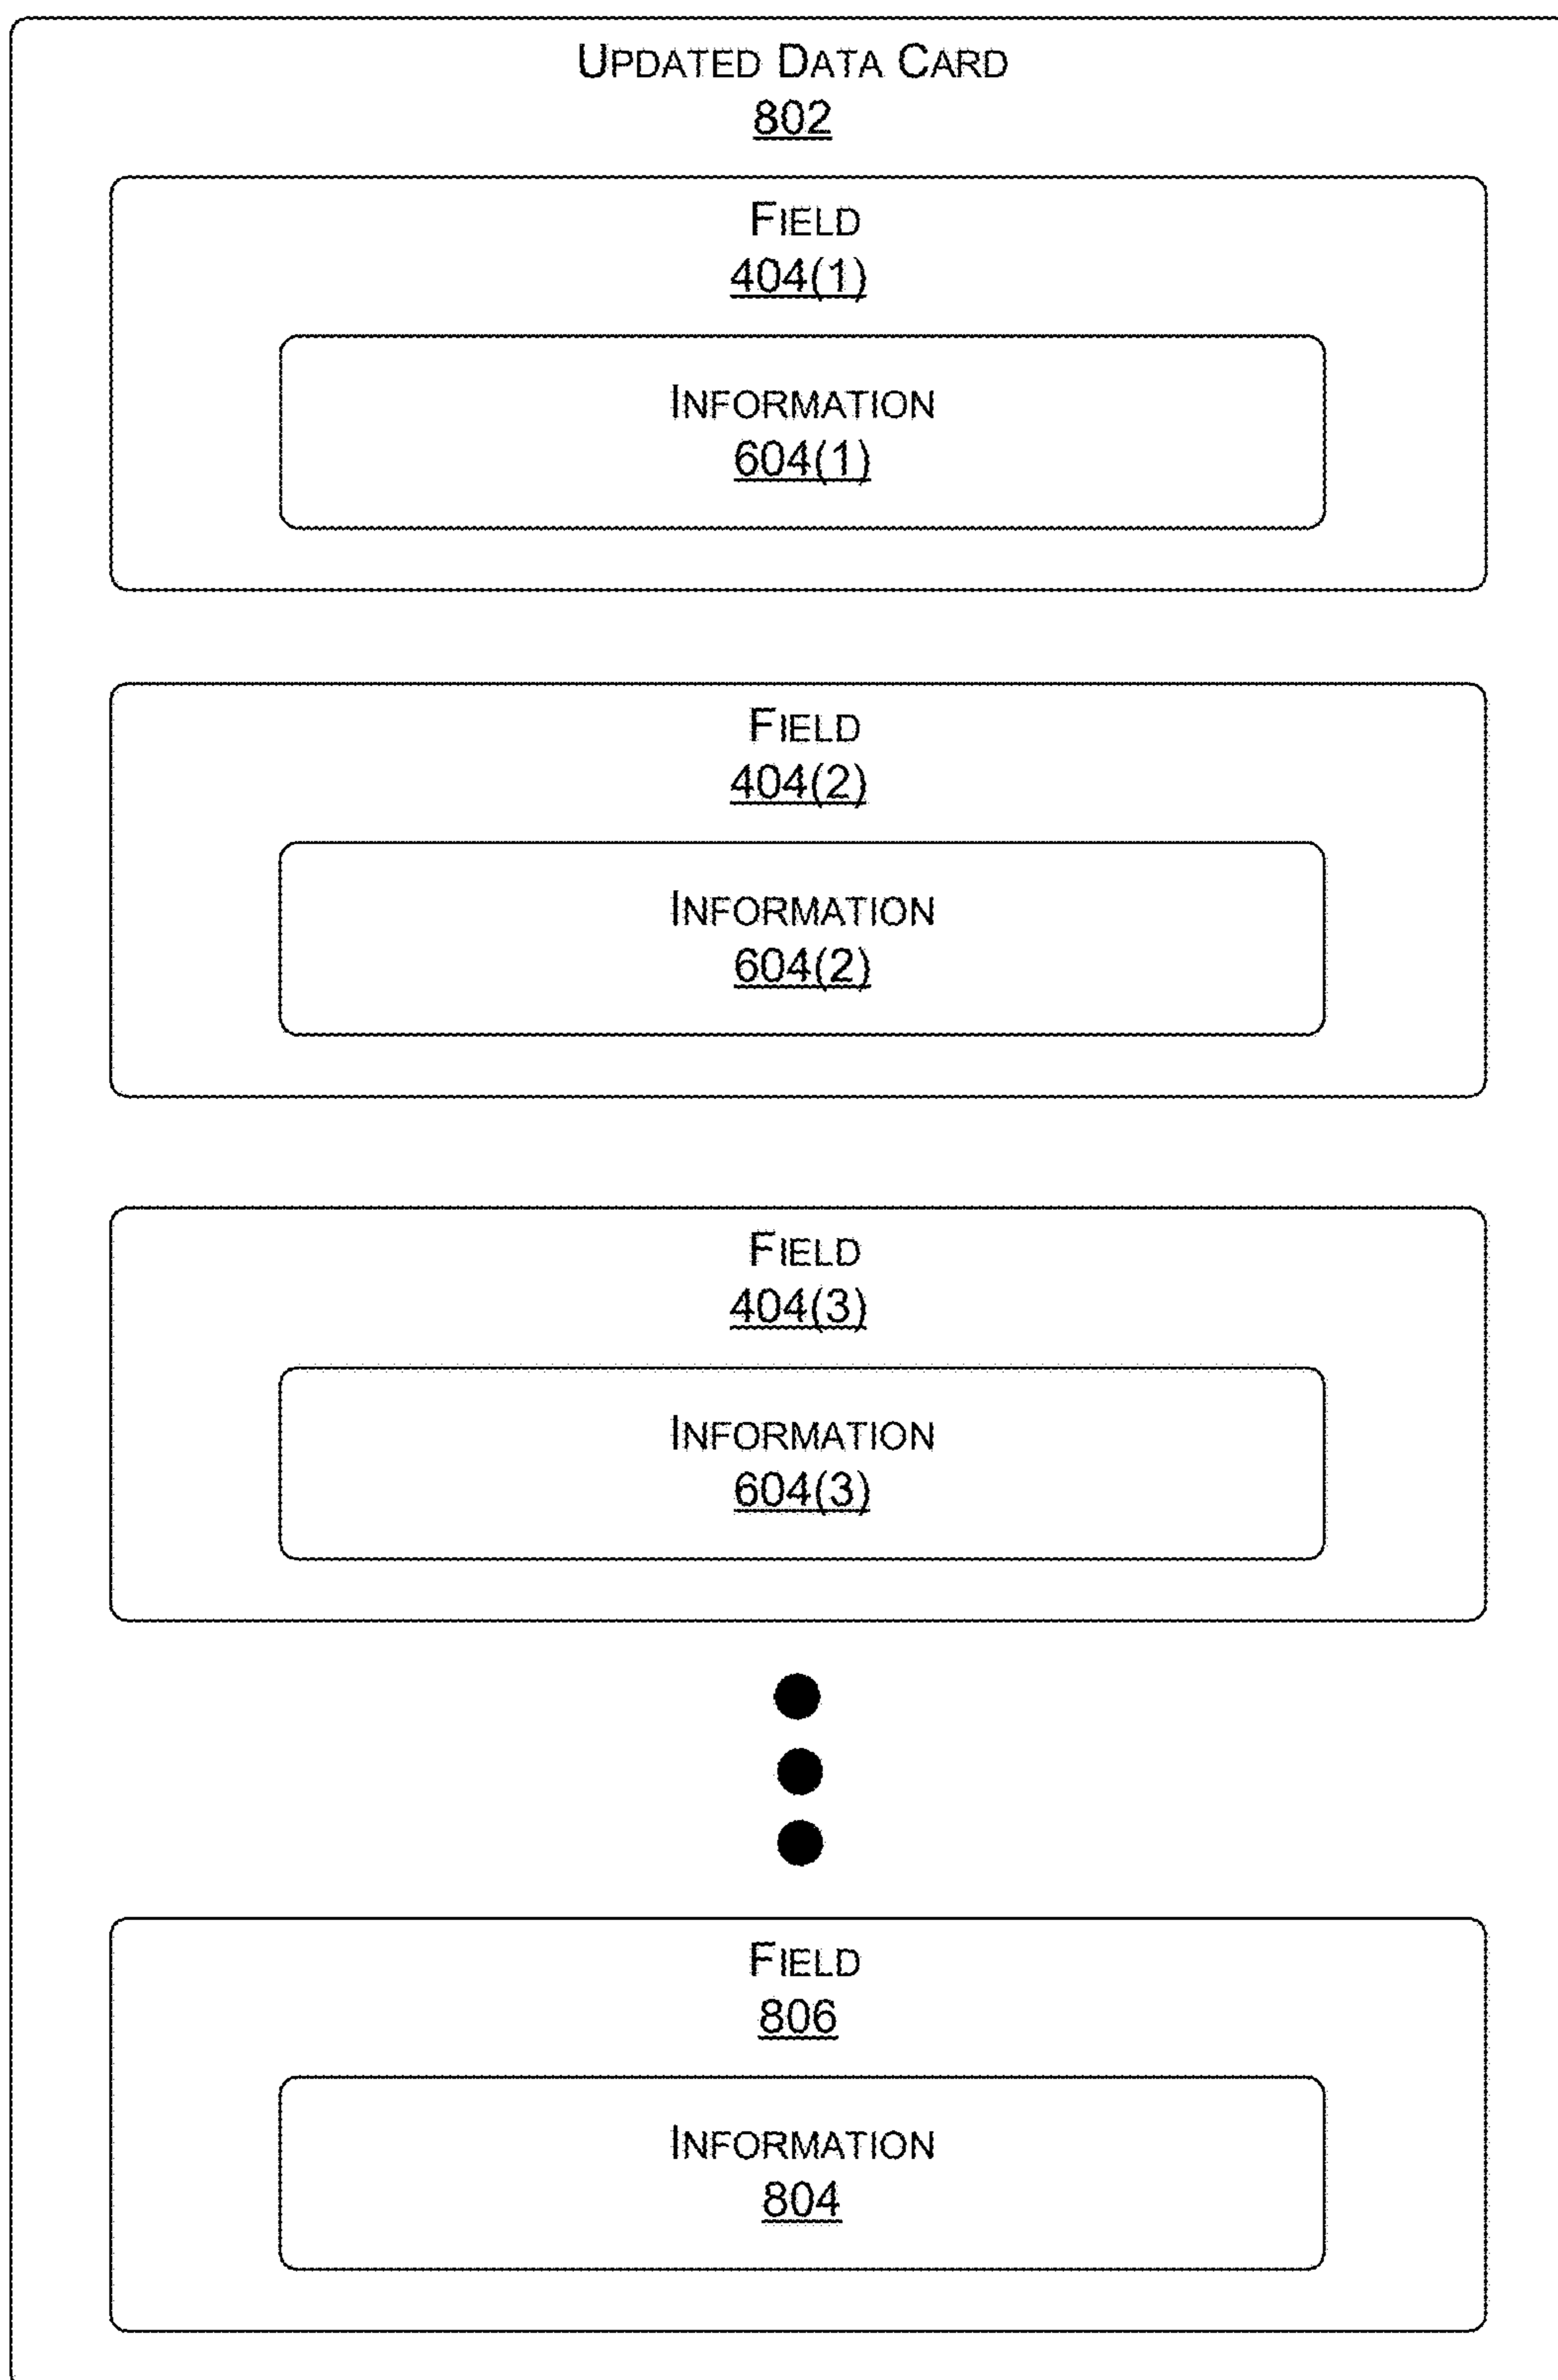 UPDATED DATA CARD
802
FIELD
404(1)
INFORMATION
604(1)
FIELD
404(2)
INFORMATION
604(2)
FIELD
404(3)
INFORMATION
604(3)
FIELD
806
INFORMATION
804